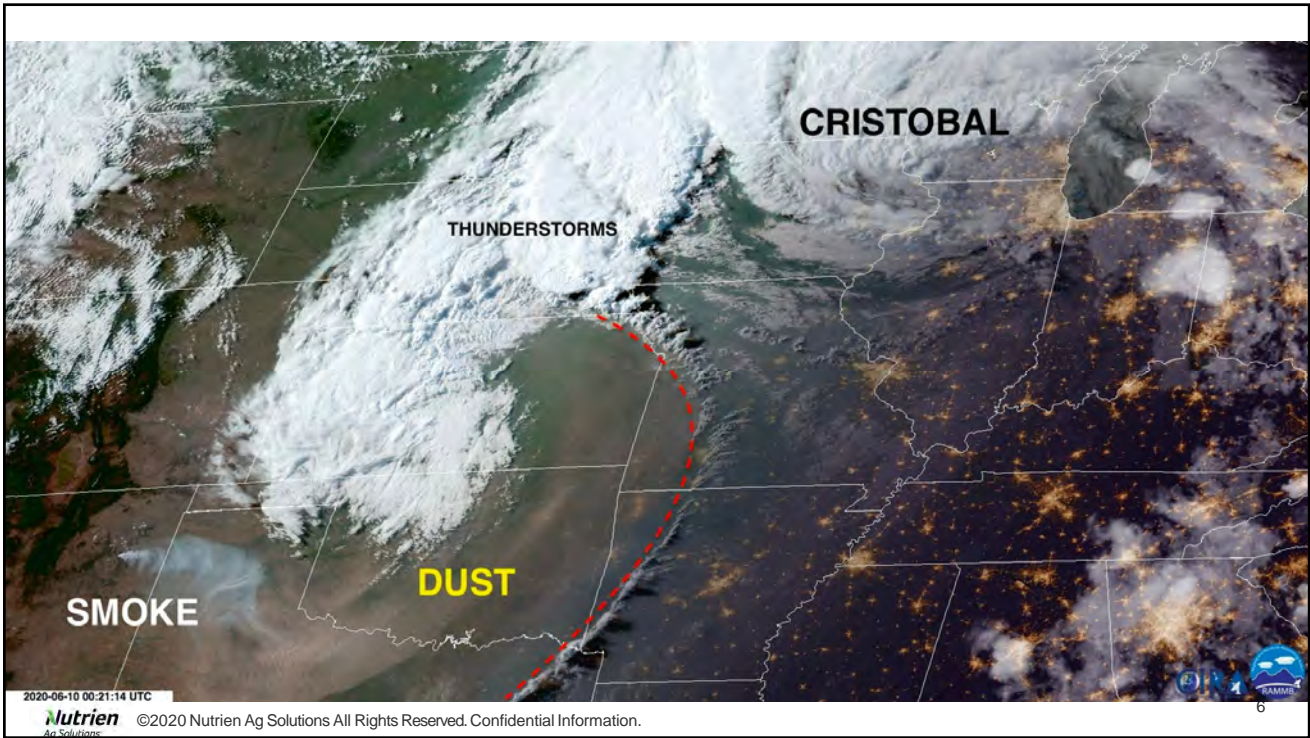 CRISTOBAL
THUNDERSTORMS
DUST
SMOKE
2020-06-10 00:21:14 UTC
CIRA
RAMMB
6
Nutrien
Ag Solutions
©2020 Nutrien Ag Solutions All Rights Reserved. Confidential Information.